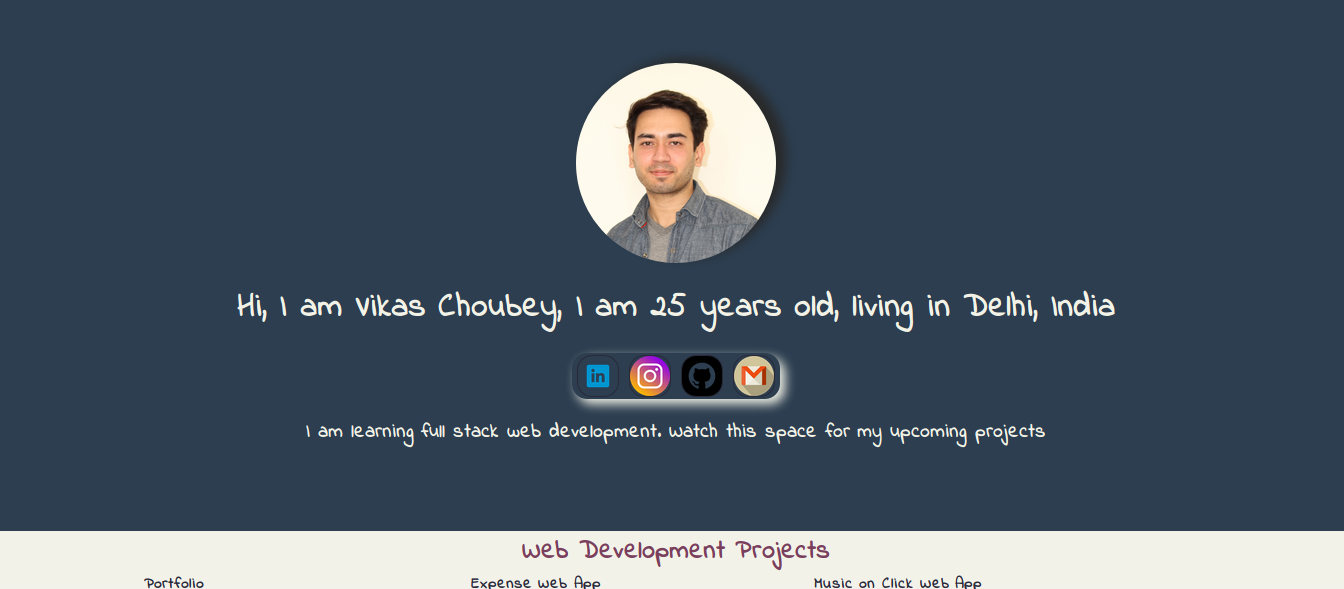 Hi, I am Vikas Choubey, I am 25 years old, living in Delhi, India
in
I am learning full stack web development. Watch this space for my upcoming projects
Web Development Projects
Portfolio
Expense Web App
Music on Click Web App